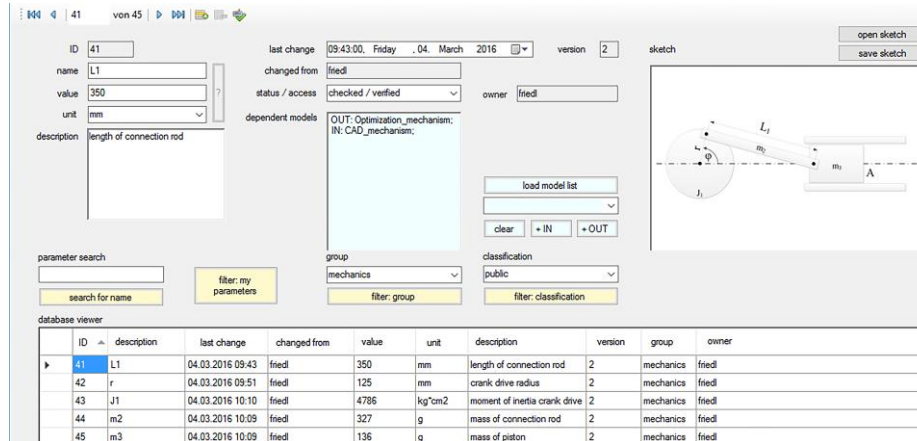 41 von 45
open sketch
ID 41 last change 09:43:00, Friday , 04. March 2016 version 2 sketch save sketch
name L1 changed from friedl
value 350 ? status / access checked / verified owner friedl
unit mm dependent models OUT: Optimization_mechanism;
IN: CAD_mechanism;
description length of connection rod
L1
m2
φ
m3 A
J1
load model list
clear + IN + OUT
parameter search group classification
filter: my parameters mechanics public
search for name filter: group filter: classification
database viewer
ID description last change changed from value unit description version group owner
41 L1 04.03.2016 09:43 friedl 350 mm length of connection rod 2 mechanics friedl
42 r 04.03.2016 09:51 friedl 125 mm crank drive radius 2 mechanics friedl
43 J1 04.03.2016 10:10 friedl 4786 kg*cm2 moment of inertia crank drive 2 mechanics friedl
44 m2 04.03.2016 10:09 friedl 327 g mass of connection rod 2 mechanics friedl
45 m3 04.03.2016 10:09 friedl 136 g mass of piston 2 mechanics friedl